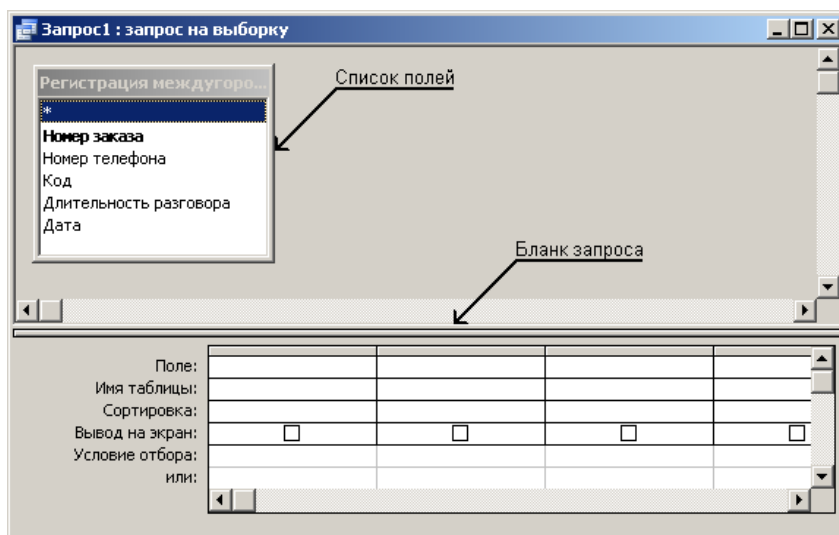 Запрос1 : запрос на выборку
Регистрация междугоро...
Список полей
*
Номер заказа
Номер телефона
Код
Длительность разговора
Дата
Бланк запроса
Поле:
Имя таблицы:
Сортировка:
Вывод на экран:
Условие отбора:
или: